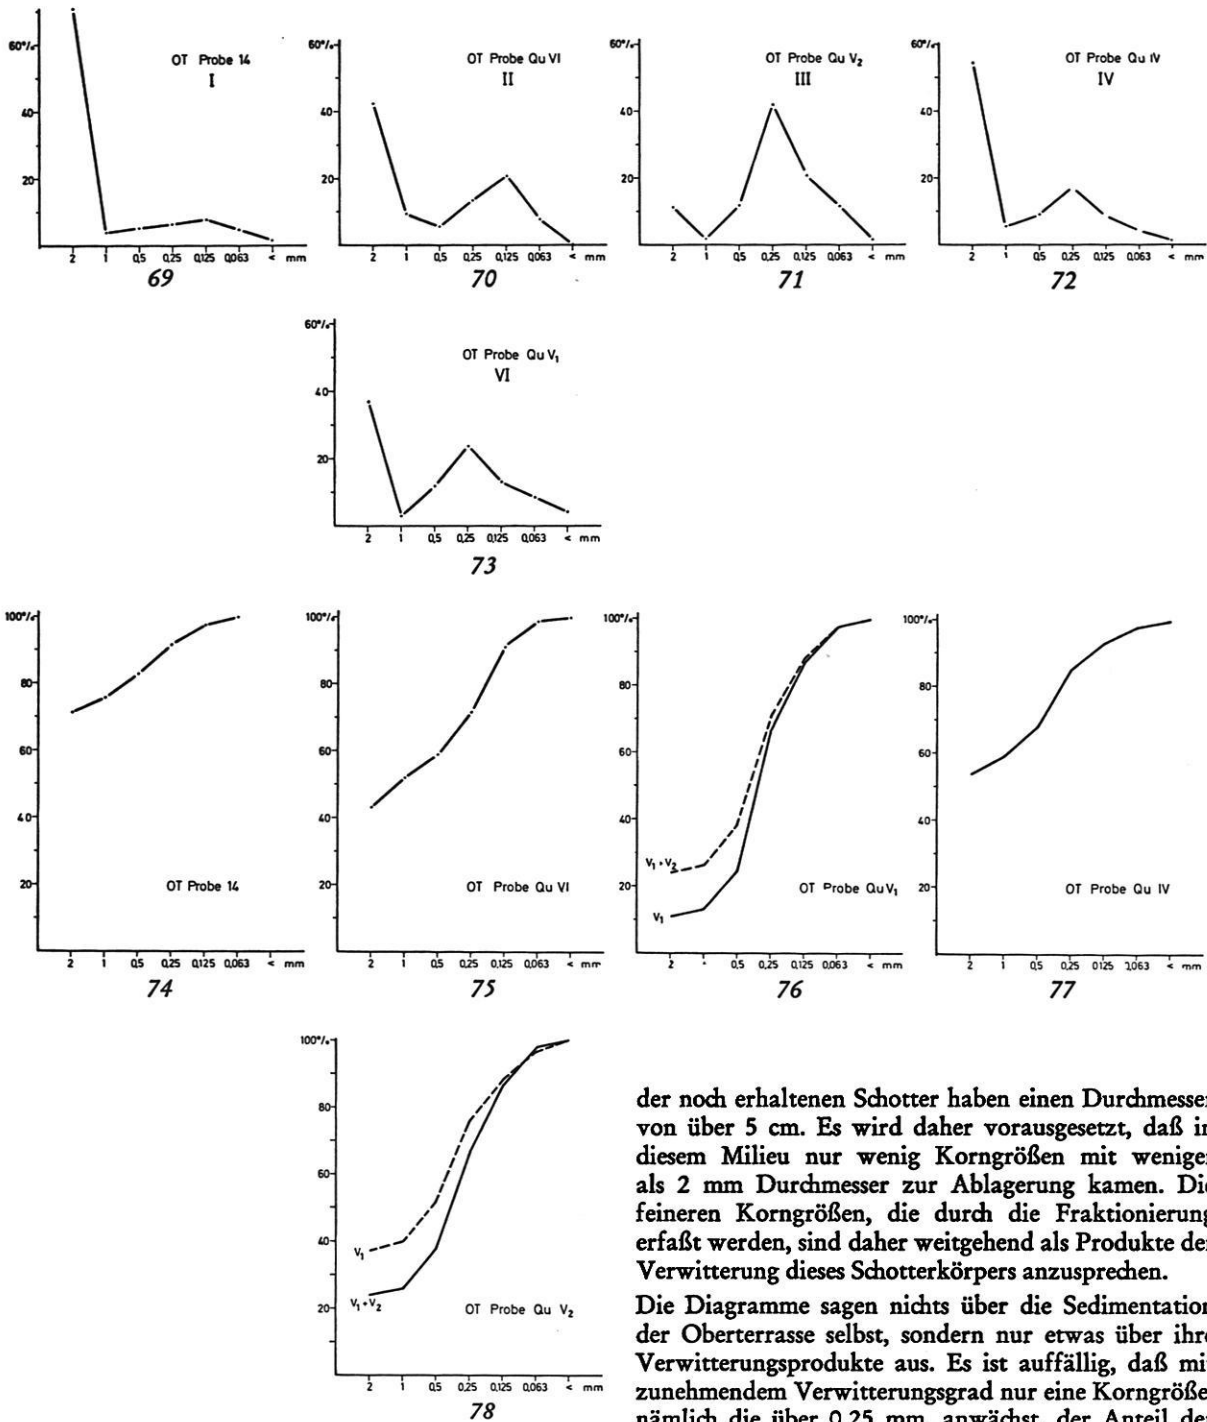 OT Probe 14
I
60%
40
20
2 1 0,5 0,25 0,125 0,063 < mm
69
OT Probe Qu VI
II
60%
40
20
2 1 0,5 0,25 0,125 0,063 < mm
70
OT Probe Qu V₂
III
60%
40
20
2 1 0,5 0,25 0,125 0,063 < mm
71
OT Probe Qu IV
IV
60%
40
20
2 1 0,5 0,25 0,125 0,063 < mm
72
OT Probe Qu V₁
VI
60%
40
20
2 1 0,5 0,25 0,125 0,063 < mm
73
100%
80
60
40
20
OT Probe 14
2 1 0,5 0,25 0,125 0,063 < mm
74
100%
80
60
40
20
OT Probe Qu VI
2 1 0,5 0,25 0,125 0,063 < mm
75
100%
80
60
40
V₁+V₂
20
OT Probe Qu V₁
V₁
2 0,5 0,25 0,125 0,063 < mm
76
100%
80
60
40
20
OT Probe Qu IV
2 1 0,5 0,25 0,125 0,063 < mm
77
100%
80
60
40
V₁
V₁+V₂
20
OT Probe Qu V₂
2 1 0,5 0,25 0,125 0,063 < mm
78
der noch erhaltenen Schotter haben einen Durchmesser
von über 5 cm. Es wird daher vorausgesetzt, daß in
diesem Milieu nur wenig Korngrößen mit weniger
als 2 mm Durchmesser zur Ablagerung kamen. Die
feineren Korngrößen, die durch die Fraktionierung
erfaßt werden, sind daher weitgehend als Produkte der
Verwitterung dieses Schotterkörpers anzusprechen.
Die Diagramme sagen nichts über die Sedimentation
der Oberterrasse selbst, sondern nur etwas über ihre
Verwitterungsprodukte aus. Es ist auffällig, daß mit
zunehmendem Verwitterungsgrad nur eine Korngröße,
nämlich die über 0,25 mm, anwächst, der Anteil der